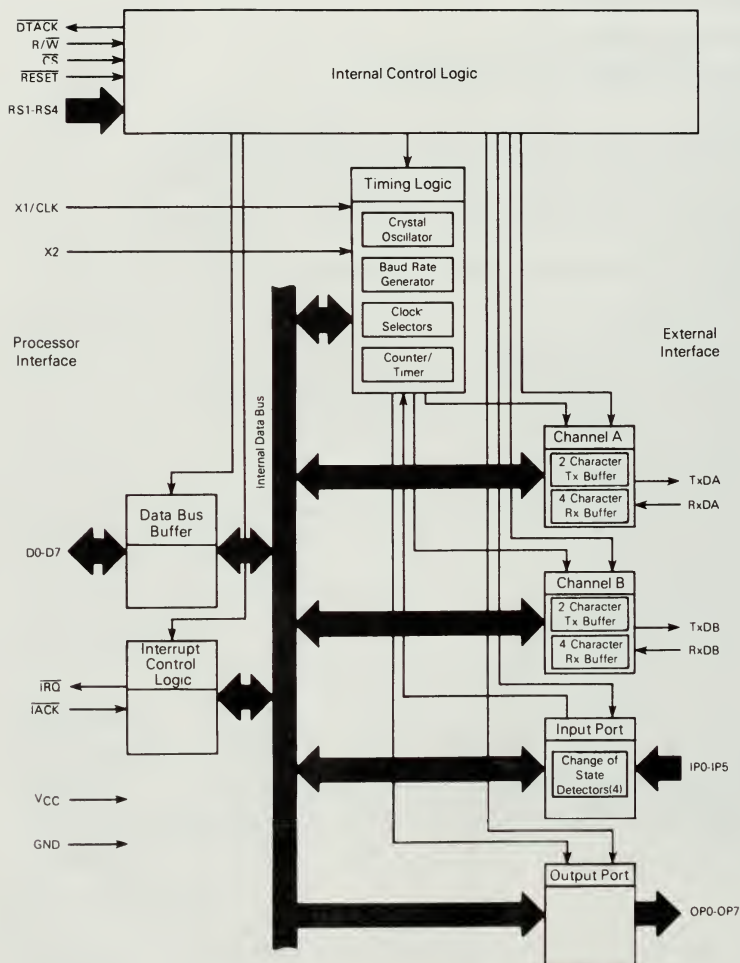 DTACK
R/W
CS
RESET
RS1-RS4
Internal Control Logic
Timing Logic
X1/CLK
Crystal
Oscillator
X2
Baud Rate
Generator
Clock
Selectors
Counter/
Timer
Processor
Interface
External
Interface
Internal Data Bus
Channel A
2 Character
Tx Buffer
TxDA
4 Character
Rx Buffer
RxDA
Data Bus
Buffer
D0-D7
Channel B
2 Character
Tx Buffer
TxDB
4 Character
Rx Buffer
RxDB
Interrupt
Control
Logic
IRQ
IACK
Input Port
Change of
State
Detectors(4)
IP0-IP5
VCC
GND
Output Port
OP0-OP7